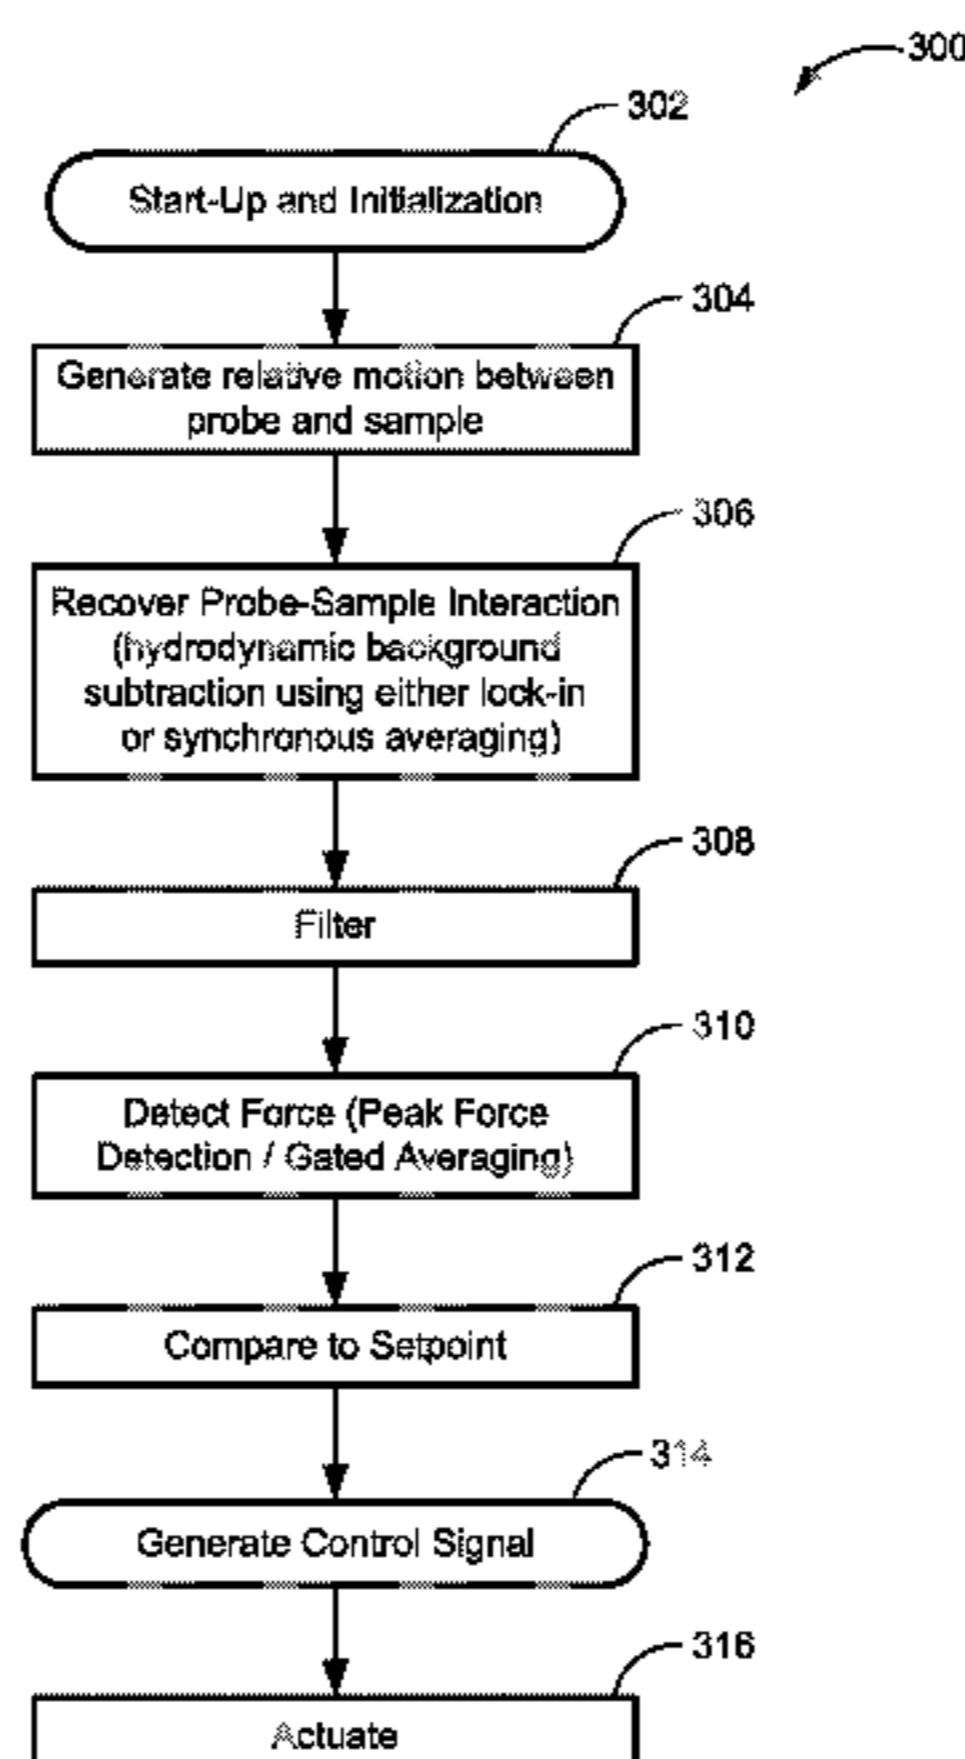 300
302
Start-Up and Initialization
304
Generate relative motion between
probe and sample
306
Recover Probe-Sample Interaction
(hydrodynamic background
subtraction using either lock-in
or synchronous averaging)
308
Filter
310
Detect Force (Peak Force
Detection / Gated Averaging)
312
Compare to Setpoint
314
Generate Control Signal
316
Actuate